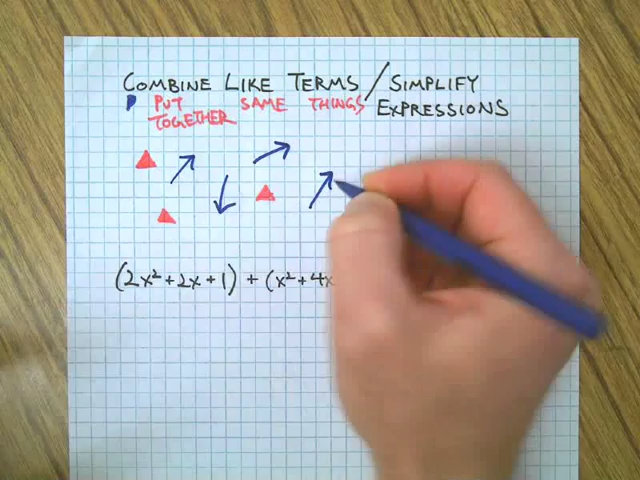 COMBINE LIKE TERMS / SIMPLIFY
PUT SAME THINGS EXPRESSIONS
TOGETHER
(2x² + 2x + 1) + (x² + 4x